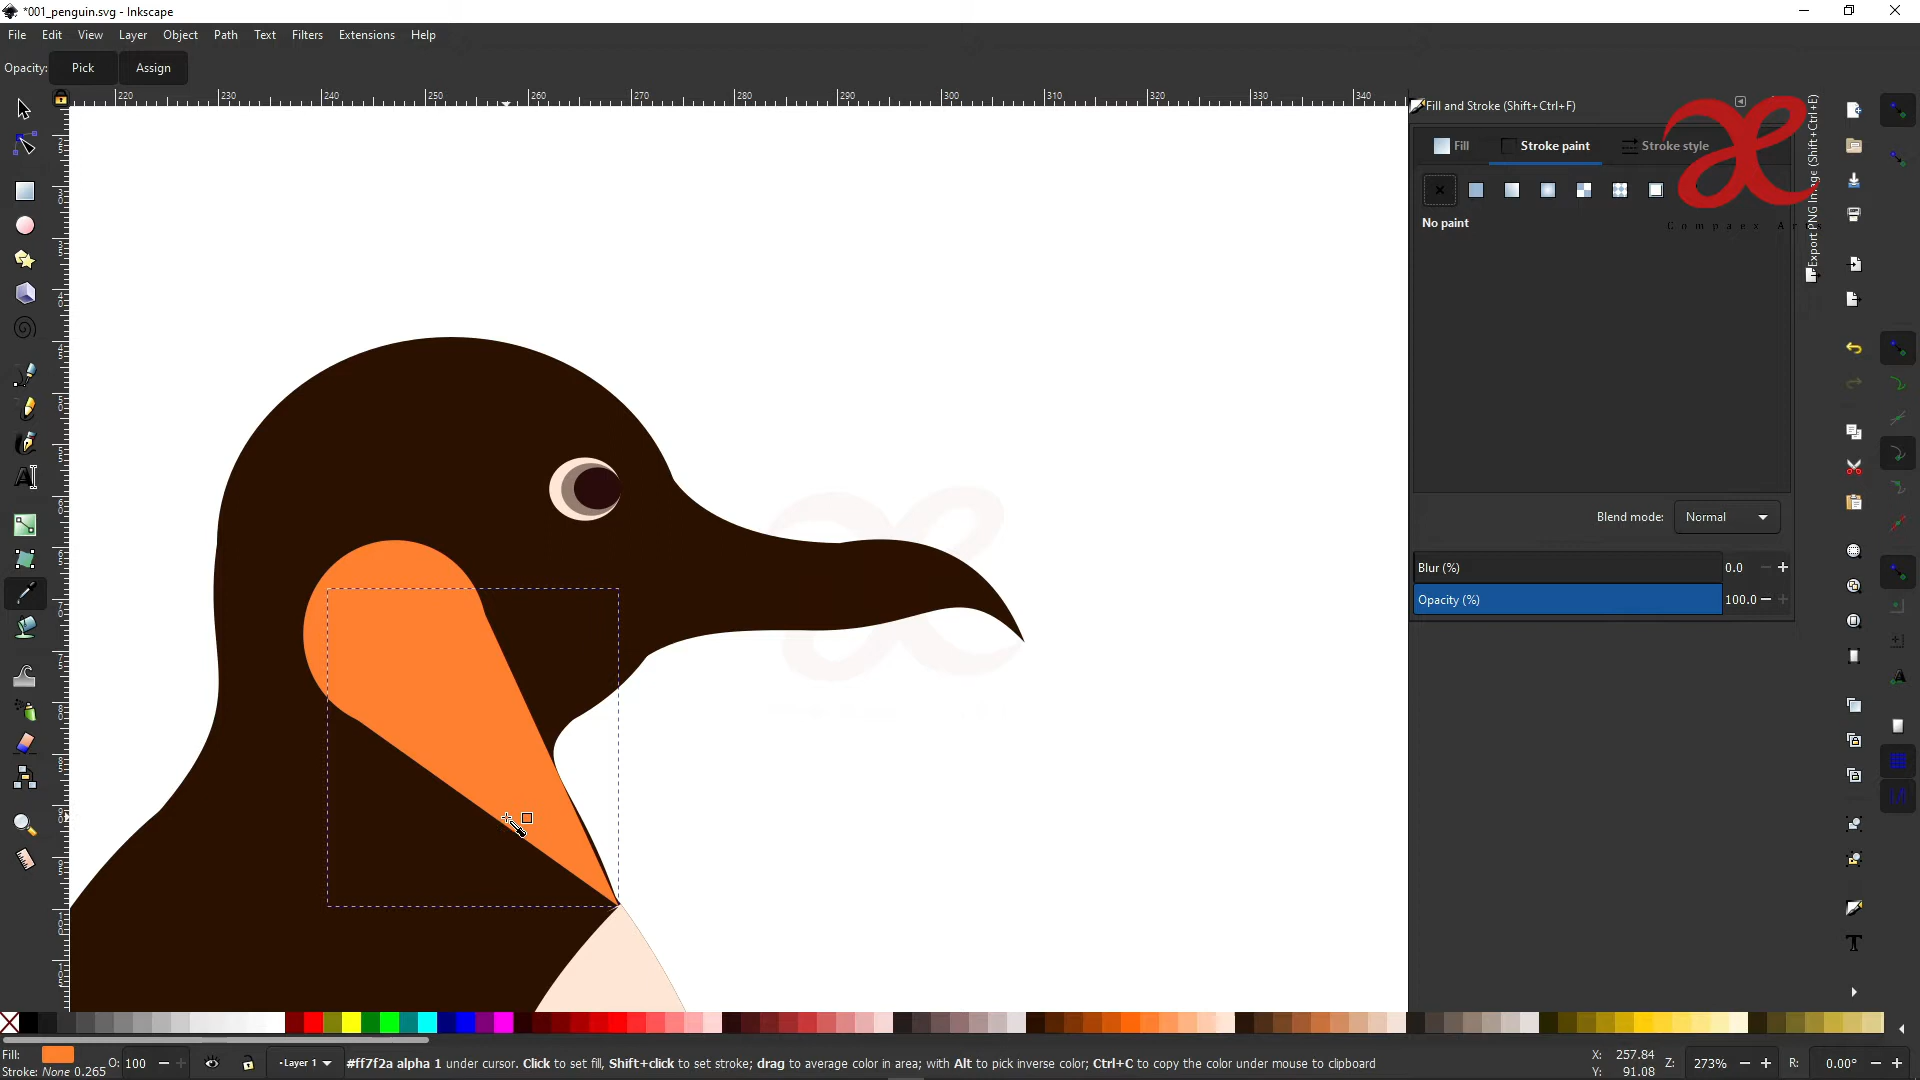 *001_penguin.svg - Inkscape
File Edit View Layer Object Path Text Filters Extensions Help
Opacity: Pick Assign
220 230 240 250 260 270 280 290 300 310 320 330 340
Fill and Stroke (Shift+Ctrl+F)
Fill Stroke paint Stroke style
No paint
Export PNG Image (Shift+Ctrl+E)
Blend mode: Normal
Blur (%) 0.0
Opacity (%) 100.0
Fill:
Stroke: None 0.265
O: 100
-Layer 1
#ff7f2a alpha 1 under cursor. Click to set fill, Shift+click to set stroke; drag to average color in area; with Alt to pick inverse color; Ctrl+C to copy the color under mouse to clipboard
X: 257.84
Y: 91.08
Z: 273%
R: 0.00°